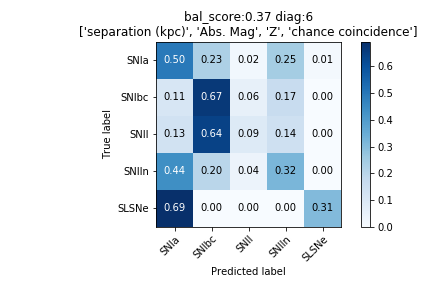 bal_score:0.37 diag:6
['separation (kpc)', 'Abs. Mag', 'Z', 'chance coincidence']
True label
SNIa 0.50 0.23 0.02 0.25 0.01
SNIbc 0.11 0.67 0.06 0.17 0.00
SNII 0.13 0.64 0.09 0.14 0.00
SNIIn 0.44 0.20 0.04 0.32 0.00
SLSNe 0.69 0.00 0.00 0.00 0.31
SNIa SNIbc SNII SNIIn SLSNe
Predicted label
0.6
0.5
0.4
0.3
0.2
0.1
0.0